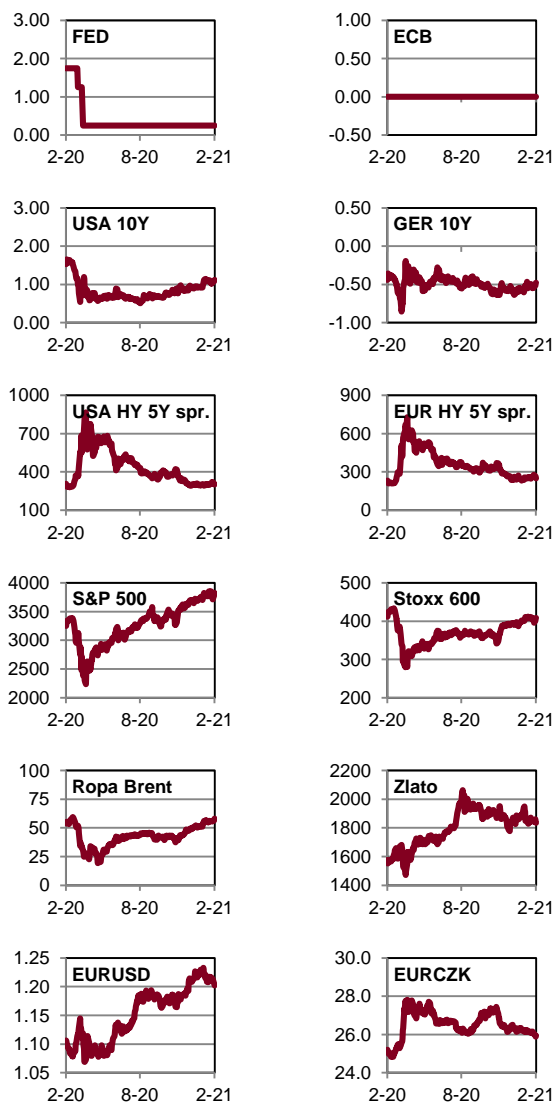 FED
3.00
2.00
1.00
0.00
2-20 8-20 2-21
ECB
1.00
0.50
0.00
-0.50
2-20 8-20 2-21
USA 10Y
3.00
2.00
1.00
0.00
2-20 8-20 2-21
GER 10Y
0.50
0.00
-0.50
-1.00
2-20 8-20 2-21
USA HY 5Y spr.
1000
700
400
100
2-20 8-20 2-21
EUR HY 5Y spr.
900
600
300
0
2-20 8-20 2-21
S&P 500
4000
3500
3000
2500
2000
2-20 8-20 2-21
Stoxx 600
500
400
300
200
2-20 8-20 2-21
Ropa Brent
100
75
50
25
0
2-20 8-20 2-21
Zlato
2200
2000
1800
1600
1400
2-20 8-20 2-21
EURUSD
1.25
1.20
1.15
1.10
1.05
2-20 8-20 2-21
EURCZK
30.0
28.0
26.0
24.0
2-20 8-20 2-21